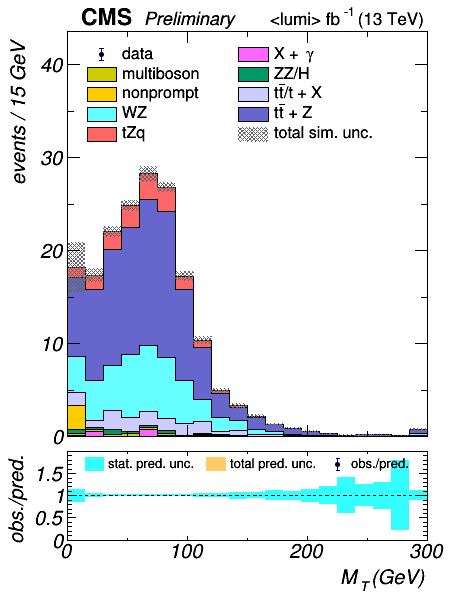 CMS Preliminary <lumi> fb⁻¹ (13 TeV)
events / 15 GeV
40
30
20
10
0
data
multiboson
nonprompt
WZ
tZq
X + γ
ZZ/H
tt̄/t + X
tt̄ + Z
total sim. unc.
obs./pred.
1.5
1
0.5
0
stat. pred. unc. total pred. unc. obs./pred.
0 100 200 300
M_T (GeV)